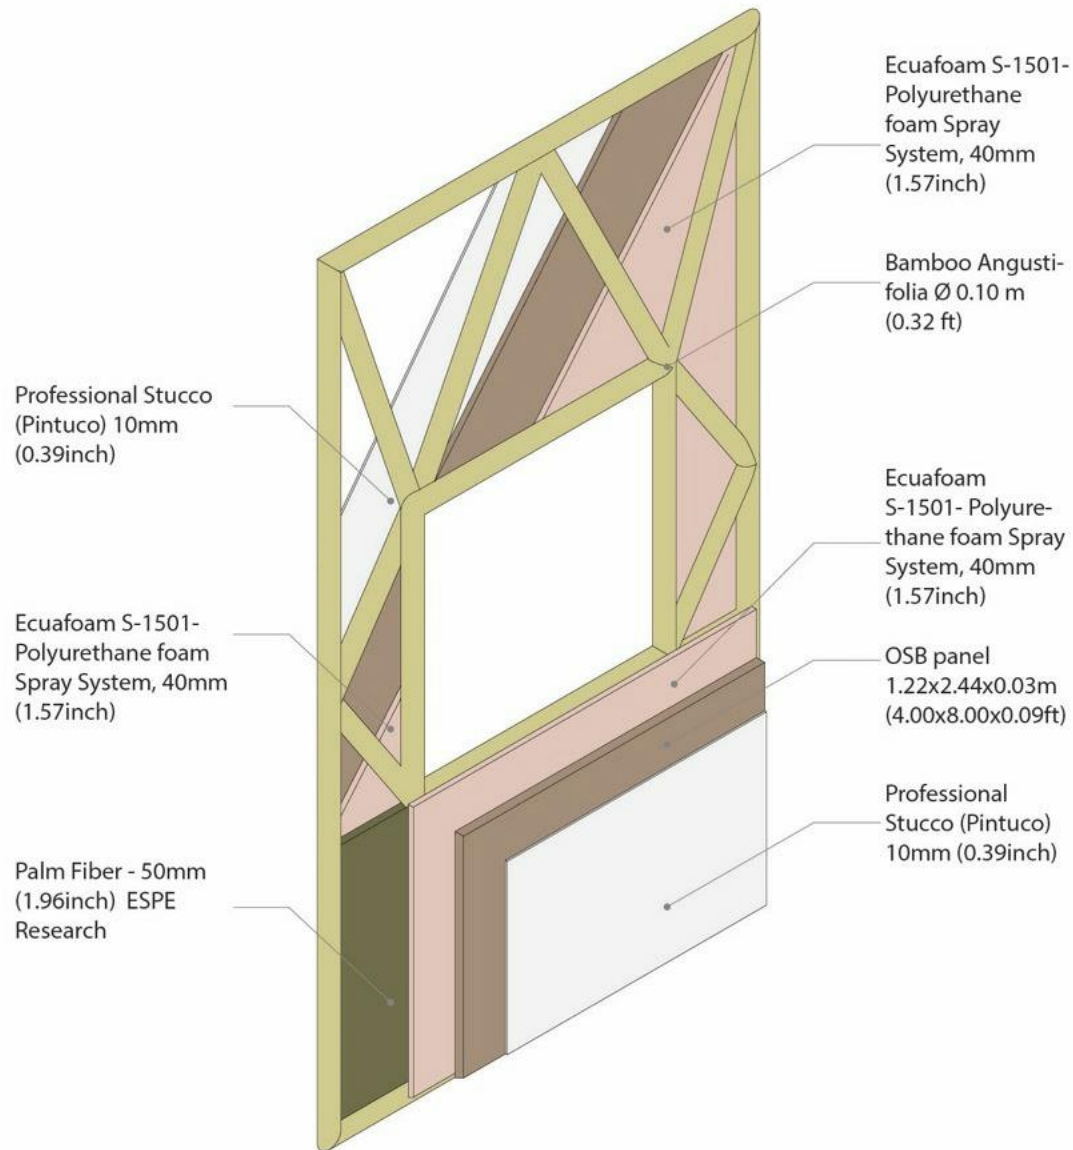 Ecuafoam S-1501-
Polyurethane
foam Spray
System, 40mm
(1.57inch)
Bamboo Angusti-
folia Ø 0.10 m
(0.32 ft)
Professional Stucco
(Pintuco) 10mm
(0.39inch)
Ecuafoam
S-1501- Polyure-
thane foam Spray
System, 40mm
(1.57inch)
Ecuafoam S-1501-
Polyurethane foam
Spray System, 40mm
(1.57inch)
OSB panel
1.22x2.44x0.03m
(4.00x8.00x0.09ft)
Professional
Stucco (Pintuco)
10mm (0.39inch)
Palm Fiber - 50mm
(1.96inch) ESPE
Research